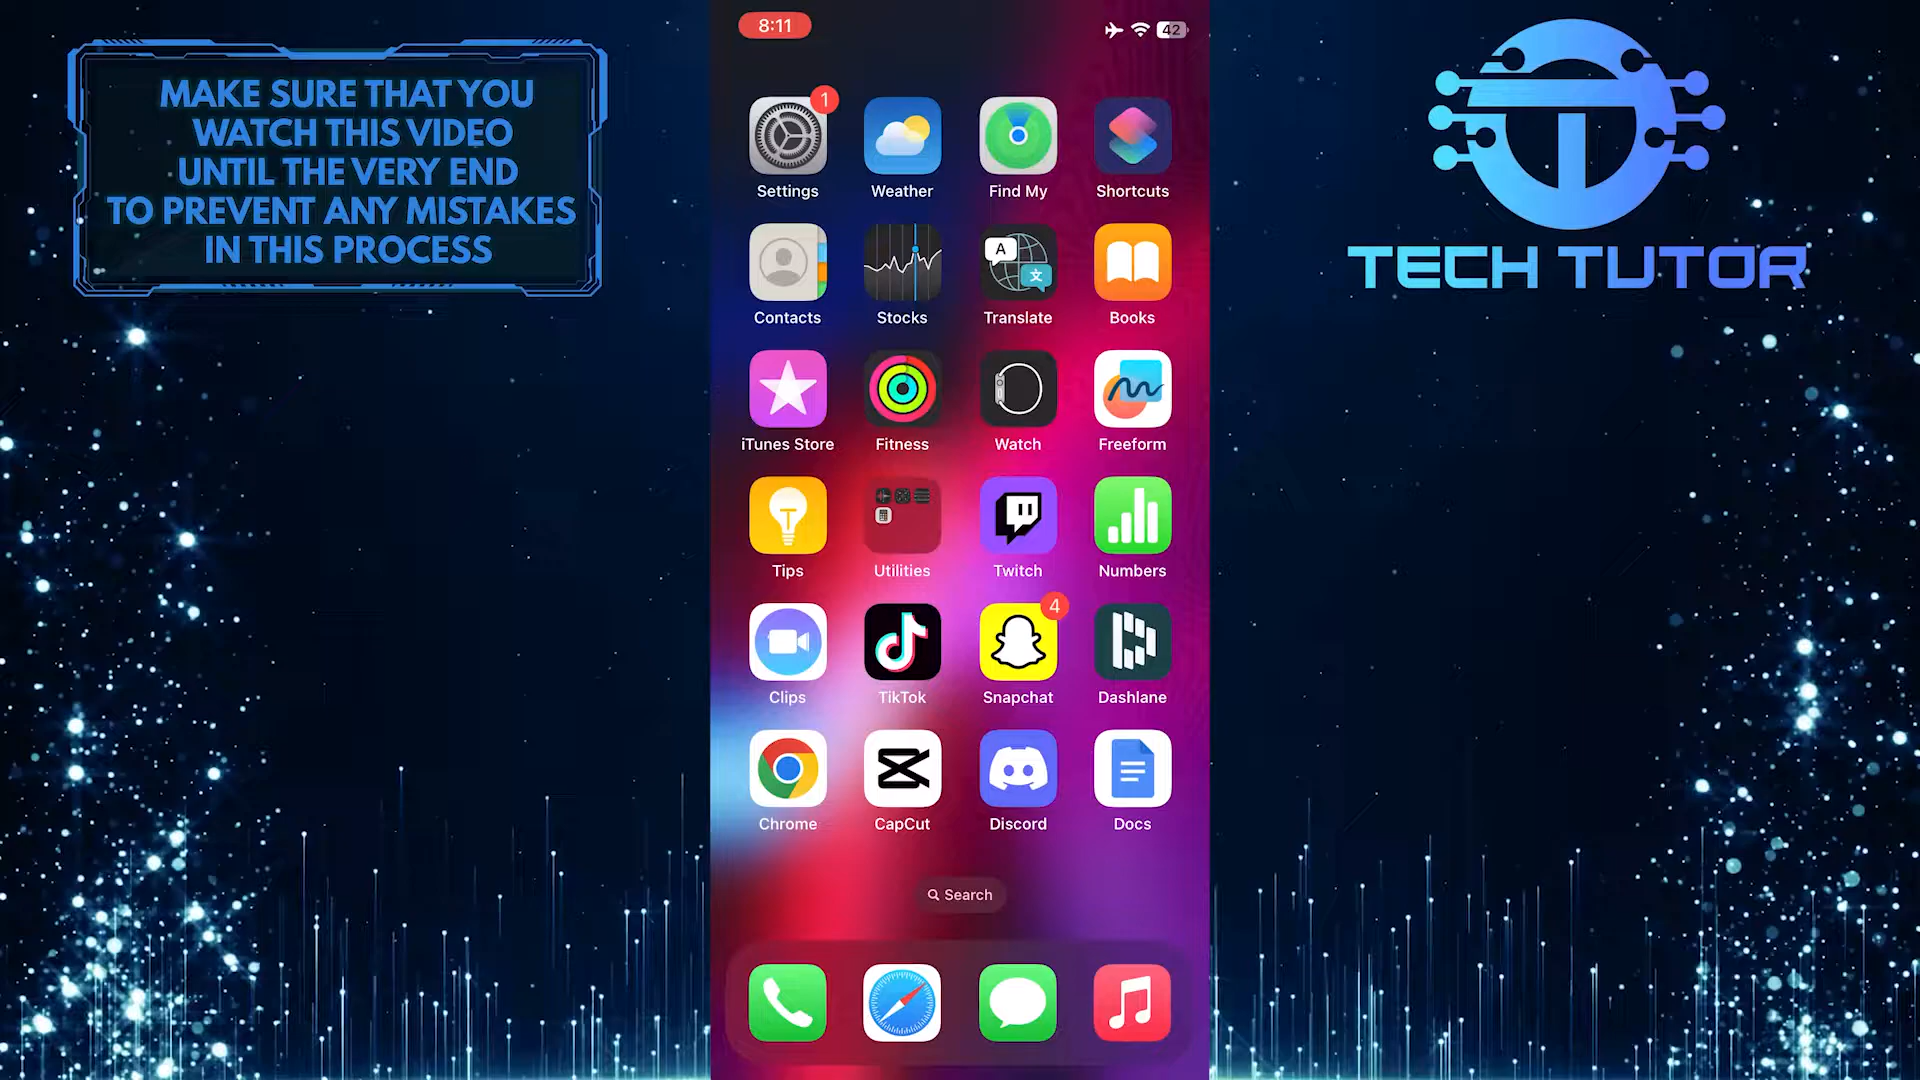 MAKE SURE THAT YOU
WATCH THIS VIDEO
UNTIL THE VERY END
TO PREVENT ANY MISTAKES
IN THIS PROCESS
8:11
42
1
Settings
Weather
Find My
Shortcuts
A
文
Contacts
Stocks
Translate
Books
iTunes Store
Fitness
Watch
Freeform
Tips
Utilities
Twitch
Numbers
4
Clips
TikTok
Snapchat
Dashlane
Chrome
CapCut
Discord
Docs
Search
TECH TUTOR